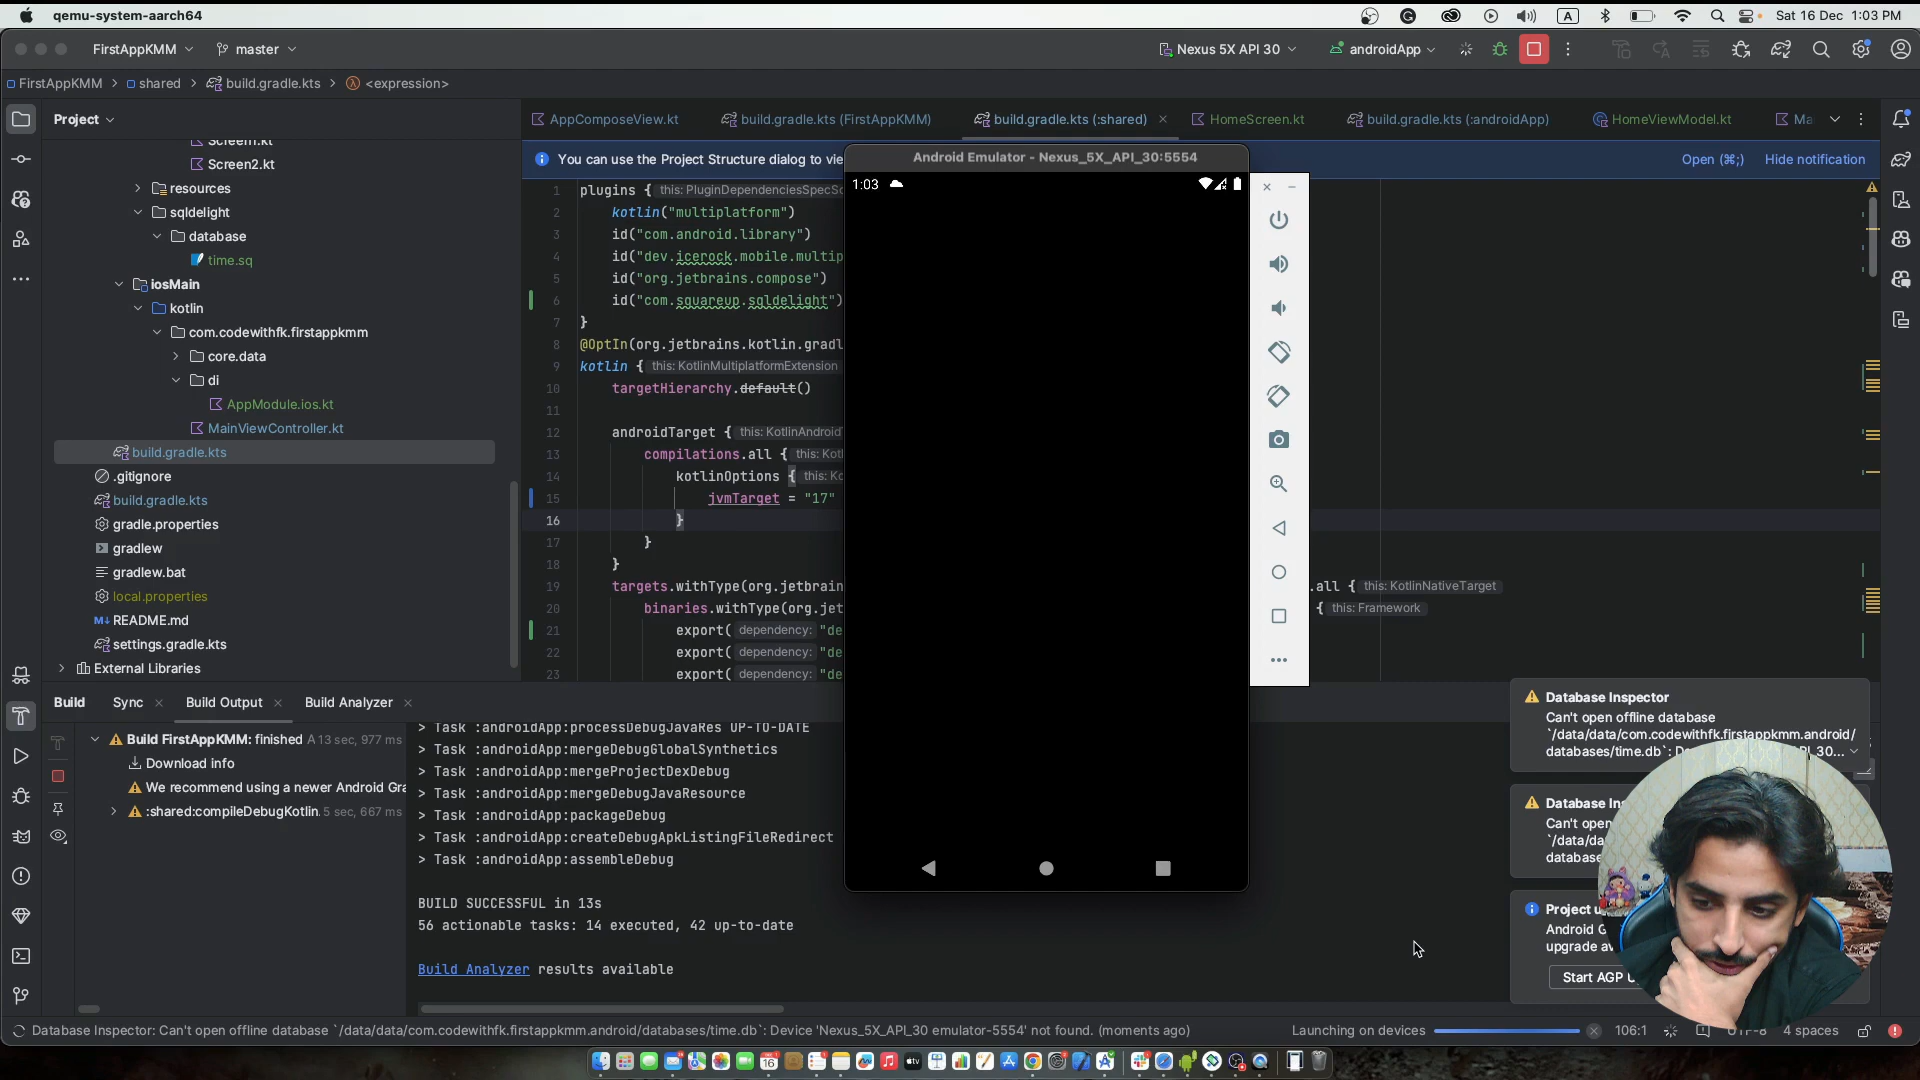 qemu-system-aarch64
A
Sat 16 Dec 1:03 PM
FirstAppKMM
master
Nexus 5X API 30
androidApp
FirstAppKMM > shared > build.gradle.kts > <expression>
Project
AppComposeView.kt
build.gradle.kts (FirstAppKMM)
build.gradle.kts (:shared)
HomeScreen.kt
build.gradle.kts (:androidApp)
HomeViewModel.kt
Ma
You can use the Project Structure dialog to vie
Open (⌘;)
Hide notification
Screen1.kt
Screen2.kt
resources
sqldelight
database
time.sq
iosMain
kotlin
com.codewithfk.firstappkmm
core.data
di
AppModule.ios.kt
MainViewController.kt
build.gradle.kts
.gitignore
build.gradle.kts
gradle.properties
gradlew
gradlew.bat
local.properties
README.md
settings.gradle.kts
External Libraries
1 plugins { this: PluginDependenciesSpecSc
2 kotlin("multiplatform")
3 id("com.android.library")
4 id("dev.icerock.mobile.multip
5 id("org.jetbrains.compose")
6 id("com.squareup.sqldelight")
7 }
8 @OptIn(org.jetbrains.kotlin.gradl
9 kotlin { this: KotlinMultiplatformExtension
10 targetHierarchy.default()
11
12 androidTarget { this: KotlinAndroid
13 compilations.all { this: Kotl
14 kotlinOptions { this: Ko
15 jvmTarget = "17"
16 }
17 }
18 }
19 targets.withType(org.jetbrain .all { this: KotlinNativeTarget
20 binaries.withType(org.jet { this: Framework
21 export( dependency: "de
22 export( dependency: "de
23 export( dependency: "de
Android Emulator - Nexus_5X_API_30:5554
1:03
Build
Sync
Build Output
Build Analyzer
Build FirstAppKMM: finished A 13 sec, 977 ms
Download info
We recommend using a newer Android Gra
:shared:compileDebugKotlin. 5 sec, 667 ms
> Task :androidApp:processDebugJavaRes UP-TO-DATE
> Task :androidApp:mergeDebugGlobalSynthetics
> Task :androidApp:mergeProjectDexDebug
> Task :androidApp:mergeDebugJavaResource
> Task :androidApp:packageDebug
> Task :androidApp:createDebugApkListingFileRedirect
> Task :androidApp:assembleDebug
BUILD SUCCESSFUL in 13s
56 actionable tasks: 14 executed, 42 up-to-date
Build Analyzer results available
Database Inspector
Can't open offline database
`/data/data/com.codewithfk.firstappkmm.android/
databases/time.db`: De
Database Ins
Can't open
`/data/da
databas
Project u
Android G
upgrade av
Start AGP U
Database Inspector: Can't open offline database `/data/data/com.codewithfk.firstappkmm.android/databases/time.db`: Device 'Nexus_5X_API_30 emulator-5554' not found. (moments ago)
Launching on devices
106:1
UTF-8
4 spaces